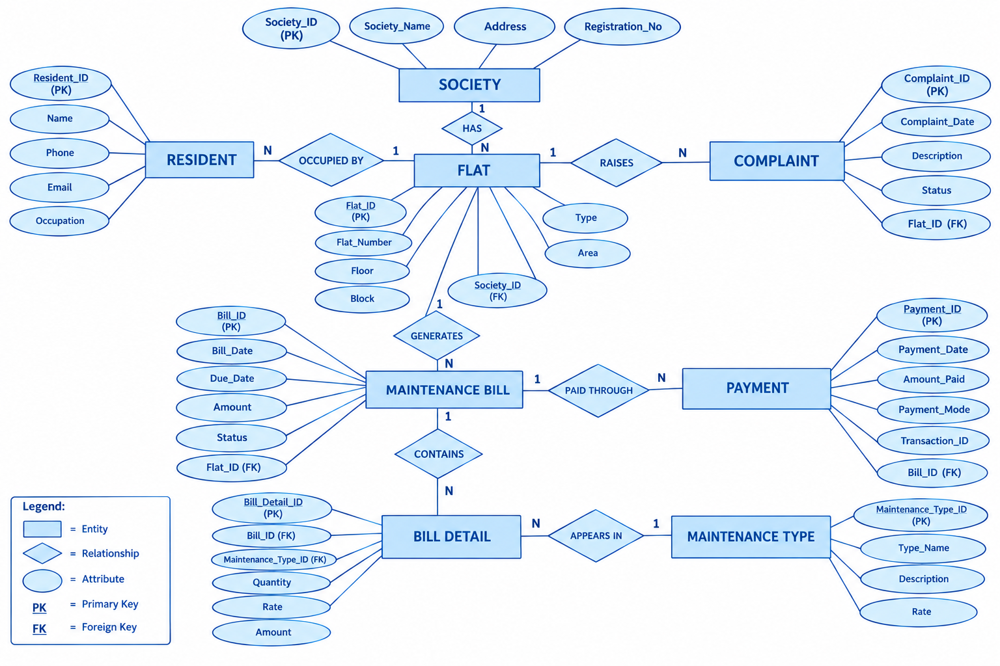 Society_ID
(PK)
Society_Name
Address
Registration_No
SOCIETY
1
HAS
N
Resident_ID
(PK)
Name
Phone
Email
Occupation
RESIDENT
N
OCCUPIED BY
1
FLAT
1
RAISES
N
COMPLAINT
Complaint_ID
(PK)
Complaint_Date
Description
Status
Flat_ID (FK)
Flat_ID
(PK)
Flat_Number
Floor
Block
Society_ID
(FK)
Type
Area
1
GENERATES
N
Bill_ID
(PK)
Bill_Date
Due_Date
Amount
Status
Flat_ID (FK)
MAINTENANCE BILL
1
PAID THROUGH
N
PAYMENT
Payment_ID
(PK)
Payment_Date
Amount_Paid
Payment_Mode
Transaction_ID
Bill_ID (FK)
1
CONTAINS
N
Bill_Detail_ID
(PK)
Bill_ID (FK)
Maintenance_Type_ID (FK)
Quantity
Rate
Amount
BILL DETAIL
N
APPEARS IN
1
MAINTENANCE TYPE
Maintenance_Type_ID
(PK)
Type_Name
Description
Rate
Legend:
= Entity
= Relationship
= Attribute
PK = Primary Key
FK = Foreign Key